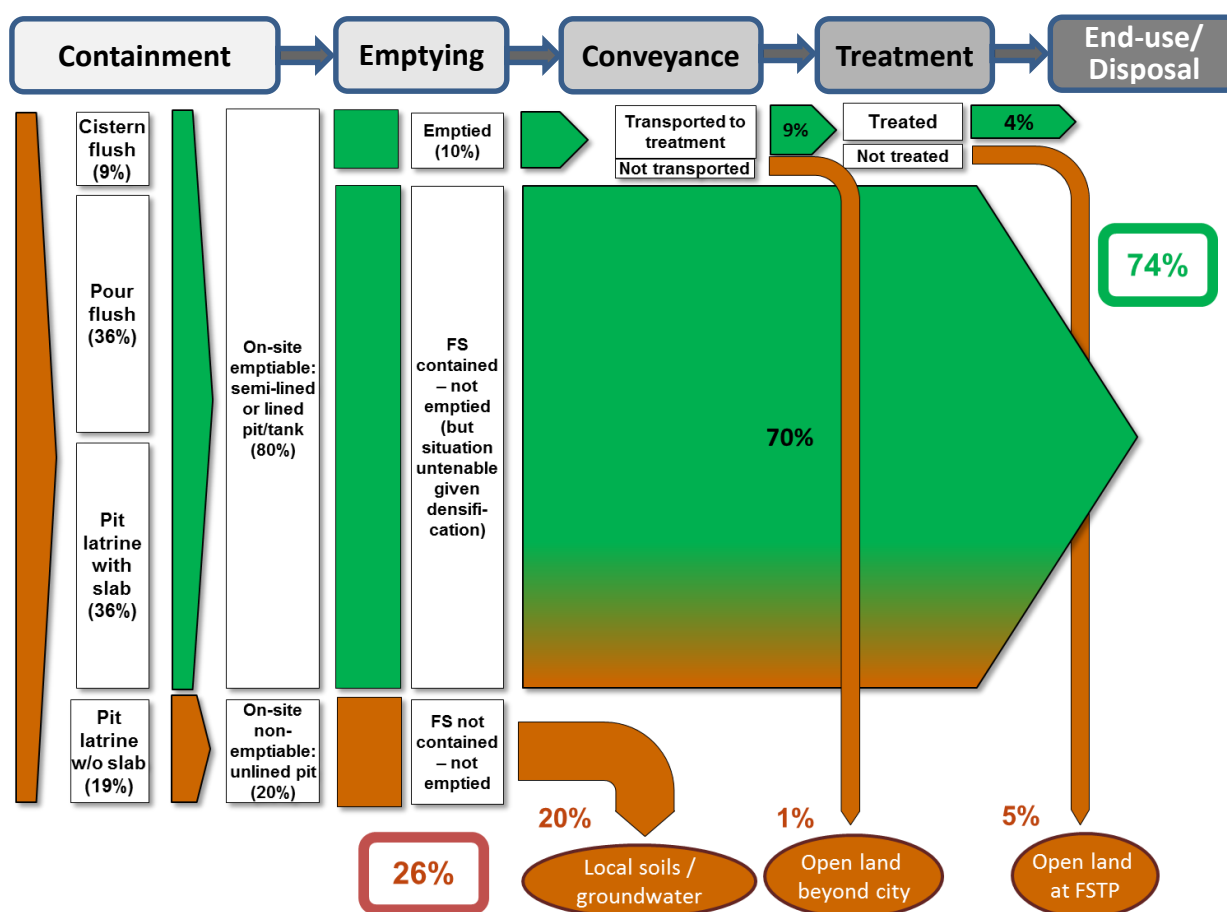 Containment
Emptying
Conveyance
Treatment
End-use/
Disposal
Cistern
flush
(9%)
Pour
flush
(36%)
Pit
latrine
with
slab
(36%)
Pit
latrine
w/o slab
(19%)
On-site
emptiable:
semi-lined
or lined
pit/tank
(80%)
On-site
non-
emptiable:
unlined pit
(20%)
Emptied
(10%)
FS
contained
– not
emptied
(but
situation
untenable
given
densifi-
cation)
FS not
contained –
not
emptied
Transported to
treatment
Not transported
9%
Treated
Not treated
4%
74%
70%
26%
20%
Local soils /
groundwater
1%
Open land
beyond city
5%
Open land
at FSTP